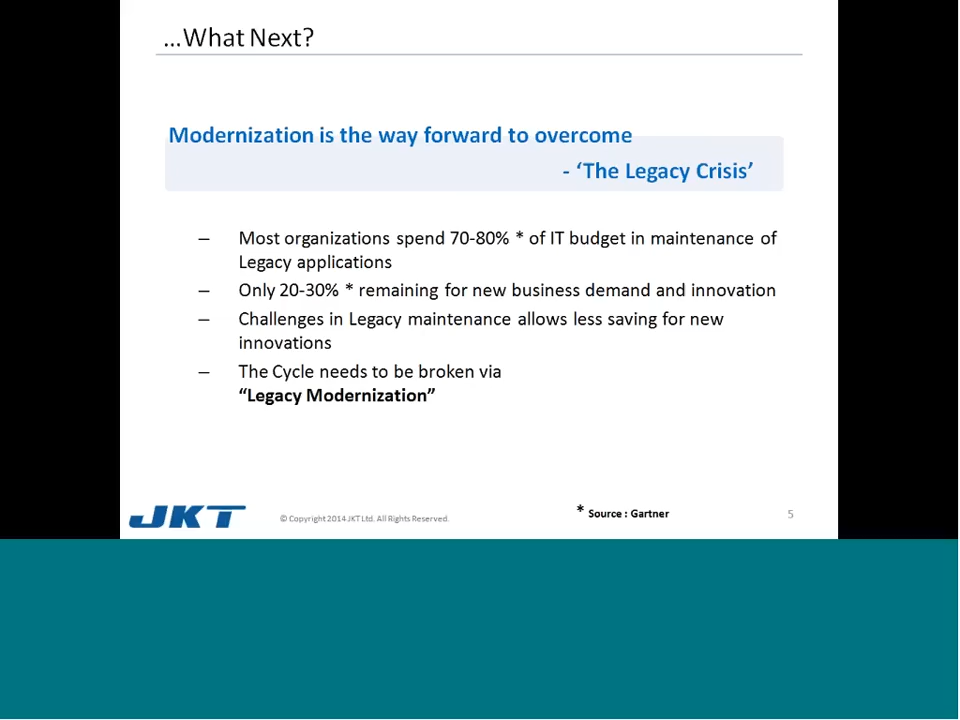 ...What Next?
Modernization is the way forward to overcome
- ‘The Legacy Crisis’
– Most organizations spend 70-80% * of IT budget in maintenance of
Legacy applications
– Only 20-30% * remaining for new business demand and innovation
– Challenges in Legacy maintenance allows less saving for new
innovations
– The Cycle needs to be broken via
“Legacy Modernization”
JKT
© Copyright 2014 JKT Ltd. All Rights Reserved.
* Source : Gartner
5